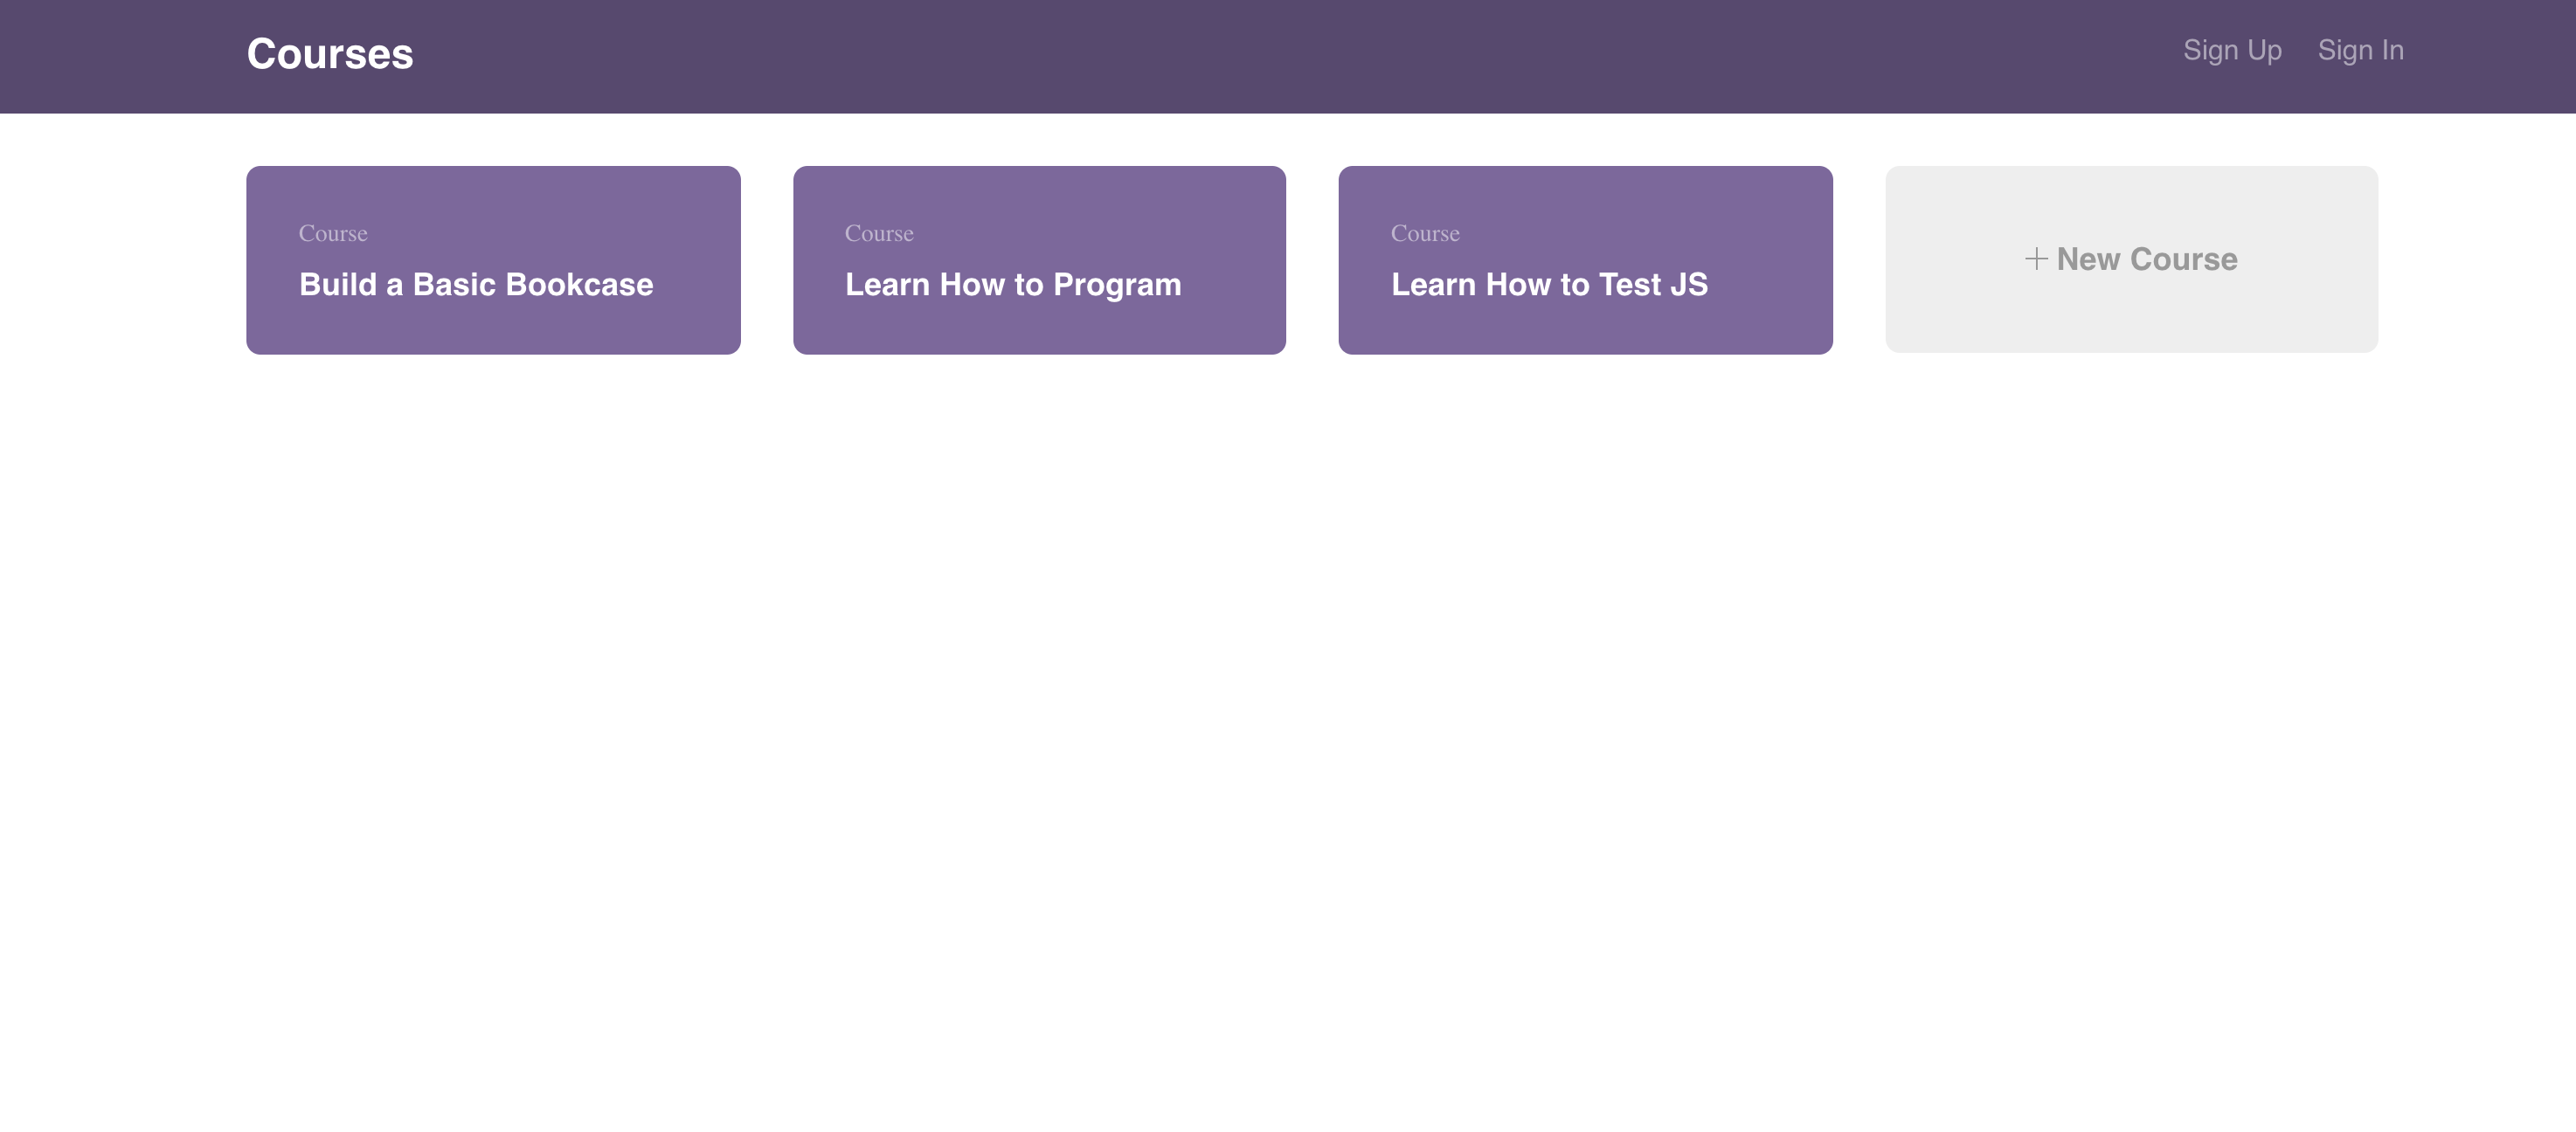 Courses
Sign Up
Sign In
Course
Build a Basic Bookcase
Course
Learn How to Program
Course
Learn How to Test JS
+ New Course